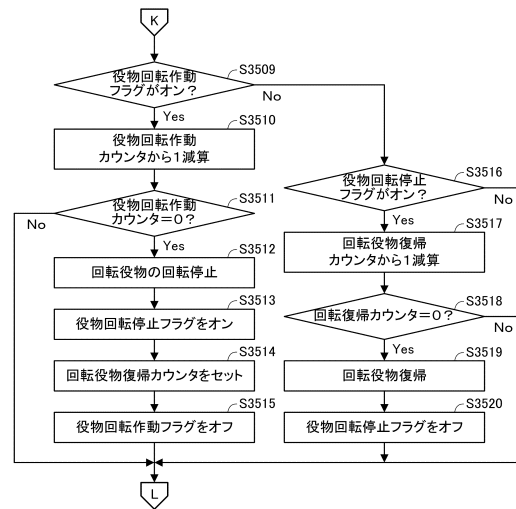 K
役物回転作動
フラグがオン?
S3509
No
Yes
役物回転作動
カウンタから1減算
S3510
役物回転作動
カウンタ=0?
S3511
No
Yes
回転役物の回転停止
S3512
役物回転停止フラグをオン
S3513
回転役物復帰カウンタをセット
S3514
役物回転作動フラグをオフ
S3515
役物回転停止
フラグがオン?
S3516
No
Yes
回転役物復帰
カウンタから1減算
S3517
回転復帰カウンタ=0?
S3518
No
Yes
回転役物復帰
S3519
役物回転停止フラグをオフ
S3520
L